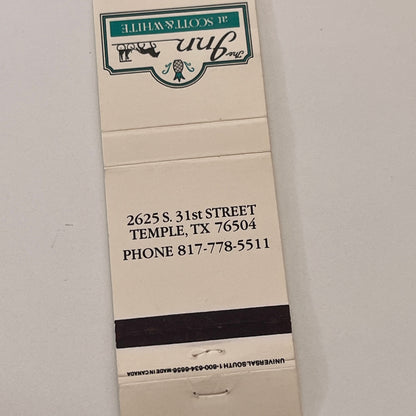 The
Inn
at SCOTT & WHITE
2625 S. 31st STREET
TEMPLE, TX 76504
PHONE 817-778-5511
UNIVERSAL SOUTH 1-800-634-6656 MADE IN CANADA